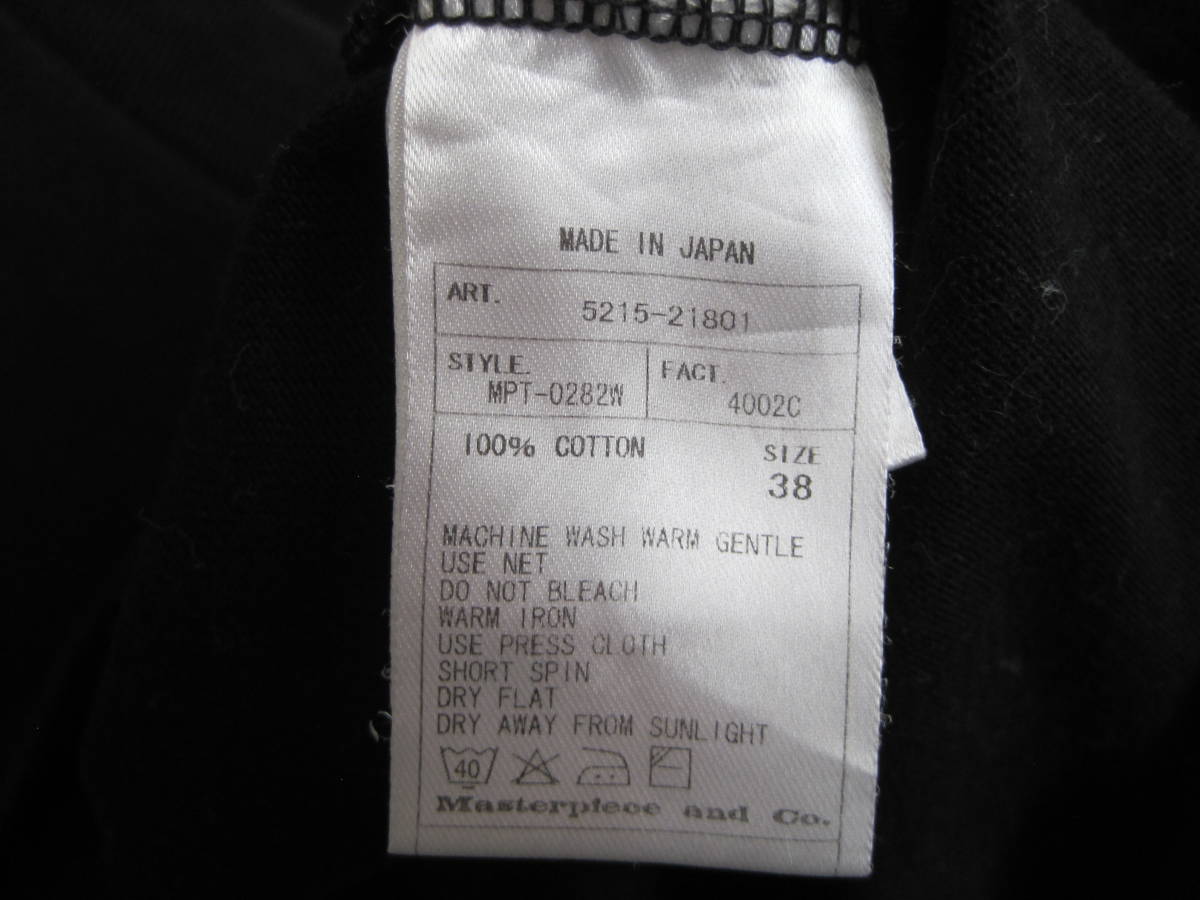 MADE IN JAPAN
ART.
5215-21801
STYLE.
MPT-0282W
FACT.
4002C
100% COTTON
SIZE
38
MACHINE WASH WARM GENTLE
USE NET
DO NOT BLEACH
WARM IRON
USE PRESS CLOTH
SHORT SPIN
DRY FLAT
DRY AWAY FROM SUNLIGHT
40
Masterpiece and Co.